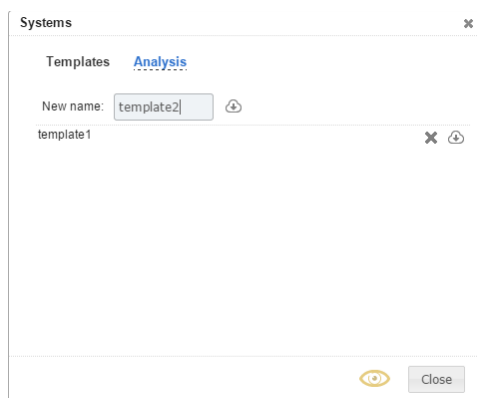 Systems
Templates Analysis
New name: template2
template1
Close